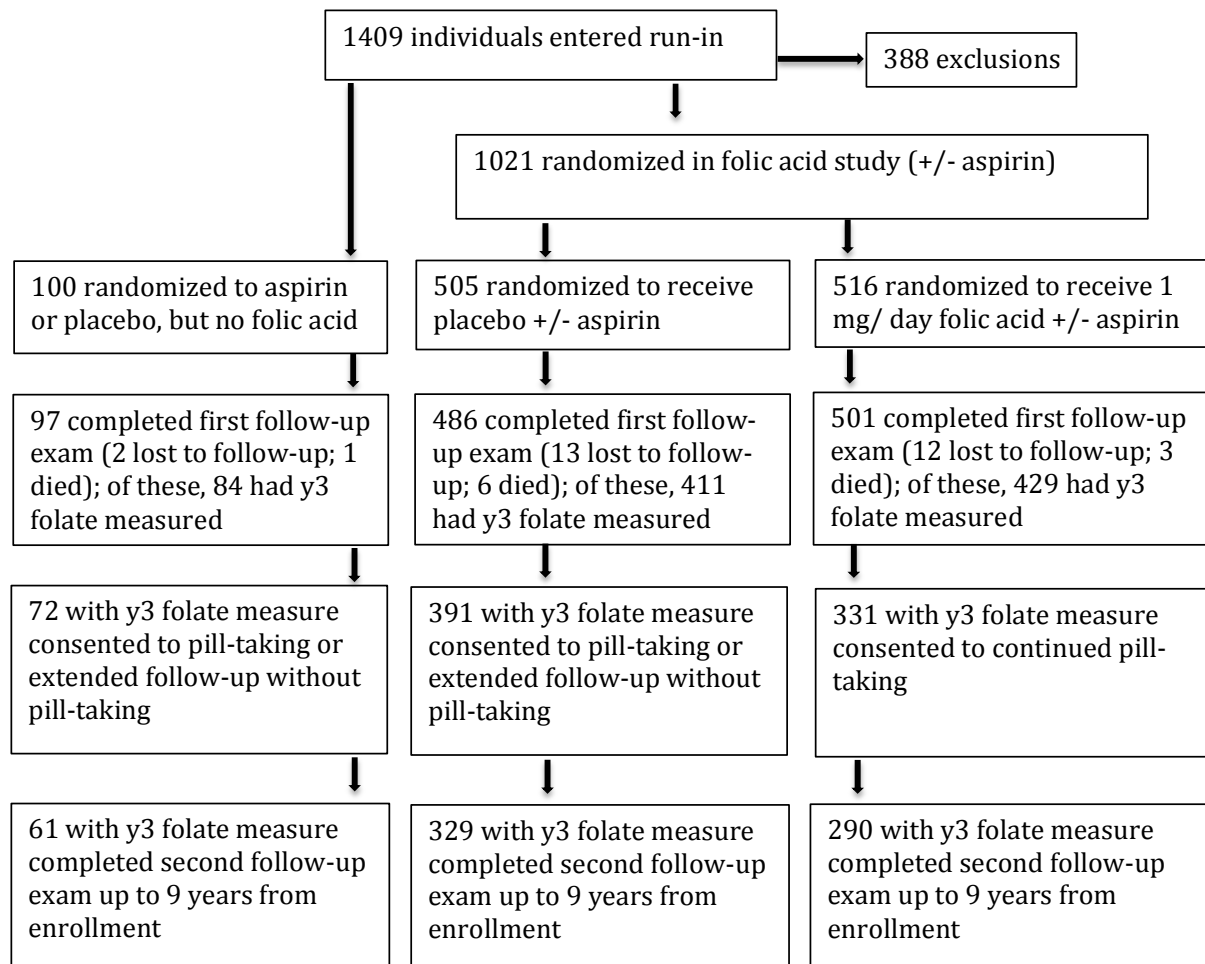 1409 individuals entered run-in
388 exclusions
1021 randomized in folic acid study (+/- aspirin)
100 randomized to aspirin
or placebo, but no folic acid
505 randomized to receive
placebo +/- aspirin
516 randomized to receive 1
mg/ day folic acid +/- aspirin
97 completed first follow-up
exam (2 lost to follow-up; 1
died); of these, 84 had y3
folate measured
486 completed first follow-
up exam (13 lost to follow-
up; 6 died); of these, 411
had y3 folate measured
501 completed first follow-up
exam (12 lost to follow-up; 3
died); of these, 429 had y3
folate measured
72 with y3 folate measure
consented to pill-taking or
extended follow-up without
pill-taking
391 with y3 folate measure
consented to pill-taking or
extended follow-up without
pill-taking
331 with y3 folate measure
consented to continued pill-
taking
61 with y3 folate measure
completed second follow-up
exam up to 9 years from
enrollment
329 with y3 folate measure
completed second follow-up
exam up to 9 years from
enrollment
290 with y3 folate measure
completed second follow-up
exam up to 9 years from
enrollment